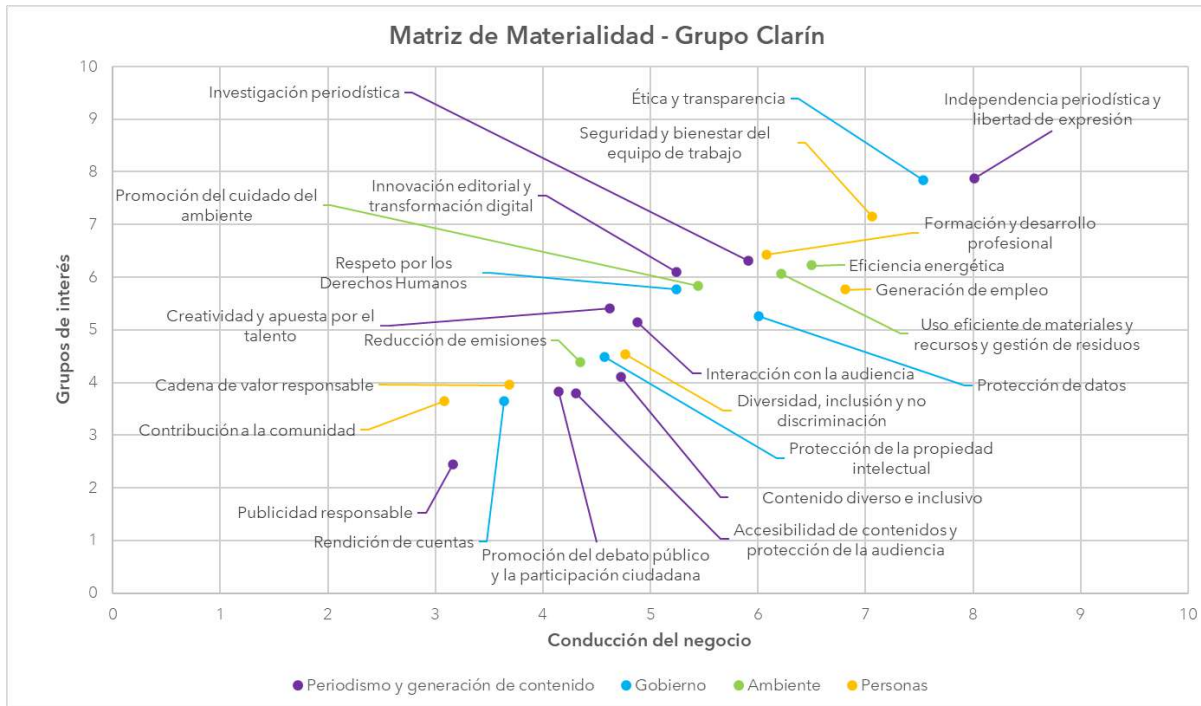 Matriz de Materialidad - Grupo Clarín
Grupos de interés
10
9
8
7
6
5
4
3
2
1
0
Investigación periodística
Ética y transparencia
Independencia periodística y
libertad de expresión
Seguridad y bienestar del
equipo de trabajo
Innovación editorial y
transformación digital
Promoción del cuidado del
ambiente
Formación y desarrollo
profesional
Respeto por los
Derechos Humanos
Eficiencia energética
Generación de empleo
Creatividad y apuesta por el
talento
Uso eficiente de materiales y
recursos y gestión de residuos
Reducción de emisiones
Interacción con la audiencia
Protección de datos
Cadena de valor responsable
Diversidad, inclusión y no
discriminación
Contribución a la comunidad
Protección de la propiedad
intelectual
Contenido diverso e inclusivo
Publicidad responsable
Rendición de cuentas
Promoción del debato público
y la participación ciudadana
Accesibilidad de contenidos y
protección de la audiencia
0 1 2 3 4 5 6 7 8 9 10
Conducción del negocio
Periodismo y generación de contenido Gobierno Ambiente Personas